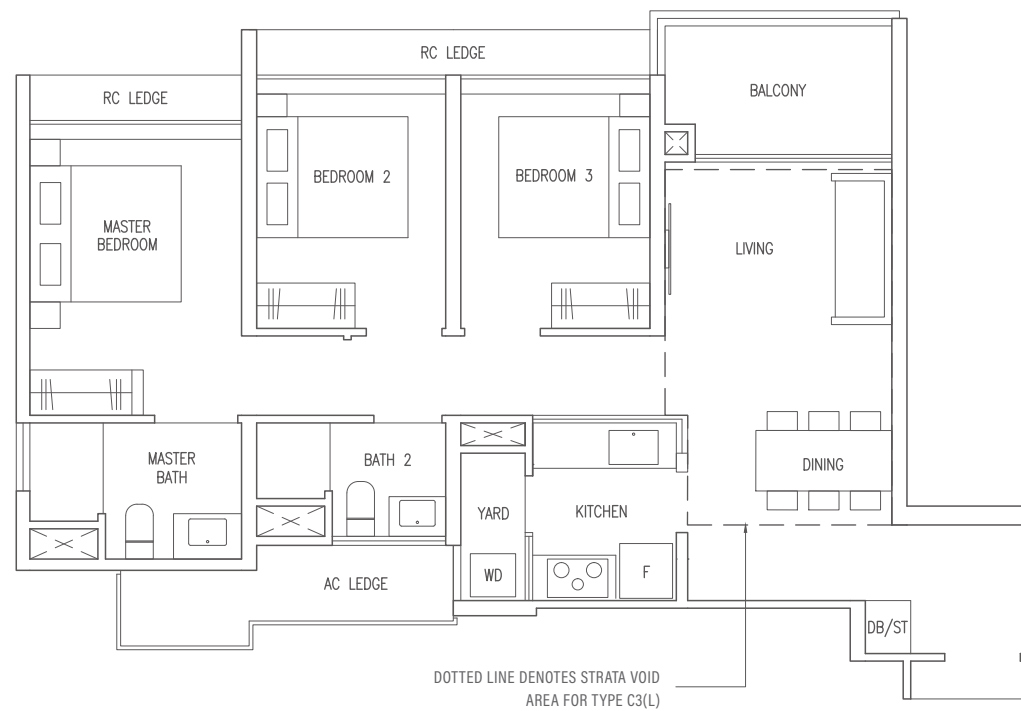 RC LEDGE
RC LEDGE
BALCONY
BEDROOM 2
BEDROOM 3
MASTER
BEDROOM
LIVING
MASTER
BATH
BATH 2
DINING
YARD
KITCHEN
WD
F
AC LEDGE
DB/ST
DOTTED LINE DENOTES STRATA VOID
AREA FOR TYPE C3(L)